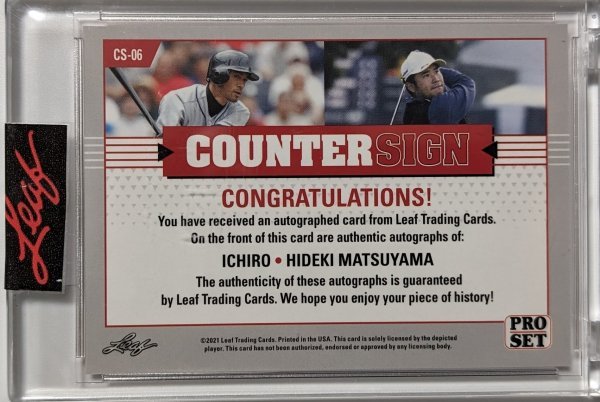 CS-06
COUNTER SIGN
Leaf
CONGRATULATIONS!
You have received an autographed card from Leaf Trading Cards.
On the front of this card are authentic autographs of:
ICHIRO • HIDEKI MATSUYAMA
The authenticity of these autographs is guaranteed
by Leaf Trading Cards. We hope you enjoy your piece of history!
Leaf
©2021 Leaf Trading Cards. Printed in the USA. This card is solely licensed by the depicted
player. This card has not been authorized, endorsed or approved by any licensing body.
PRO
SET